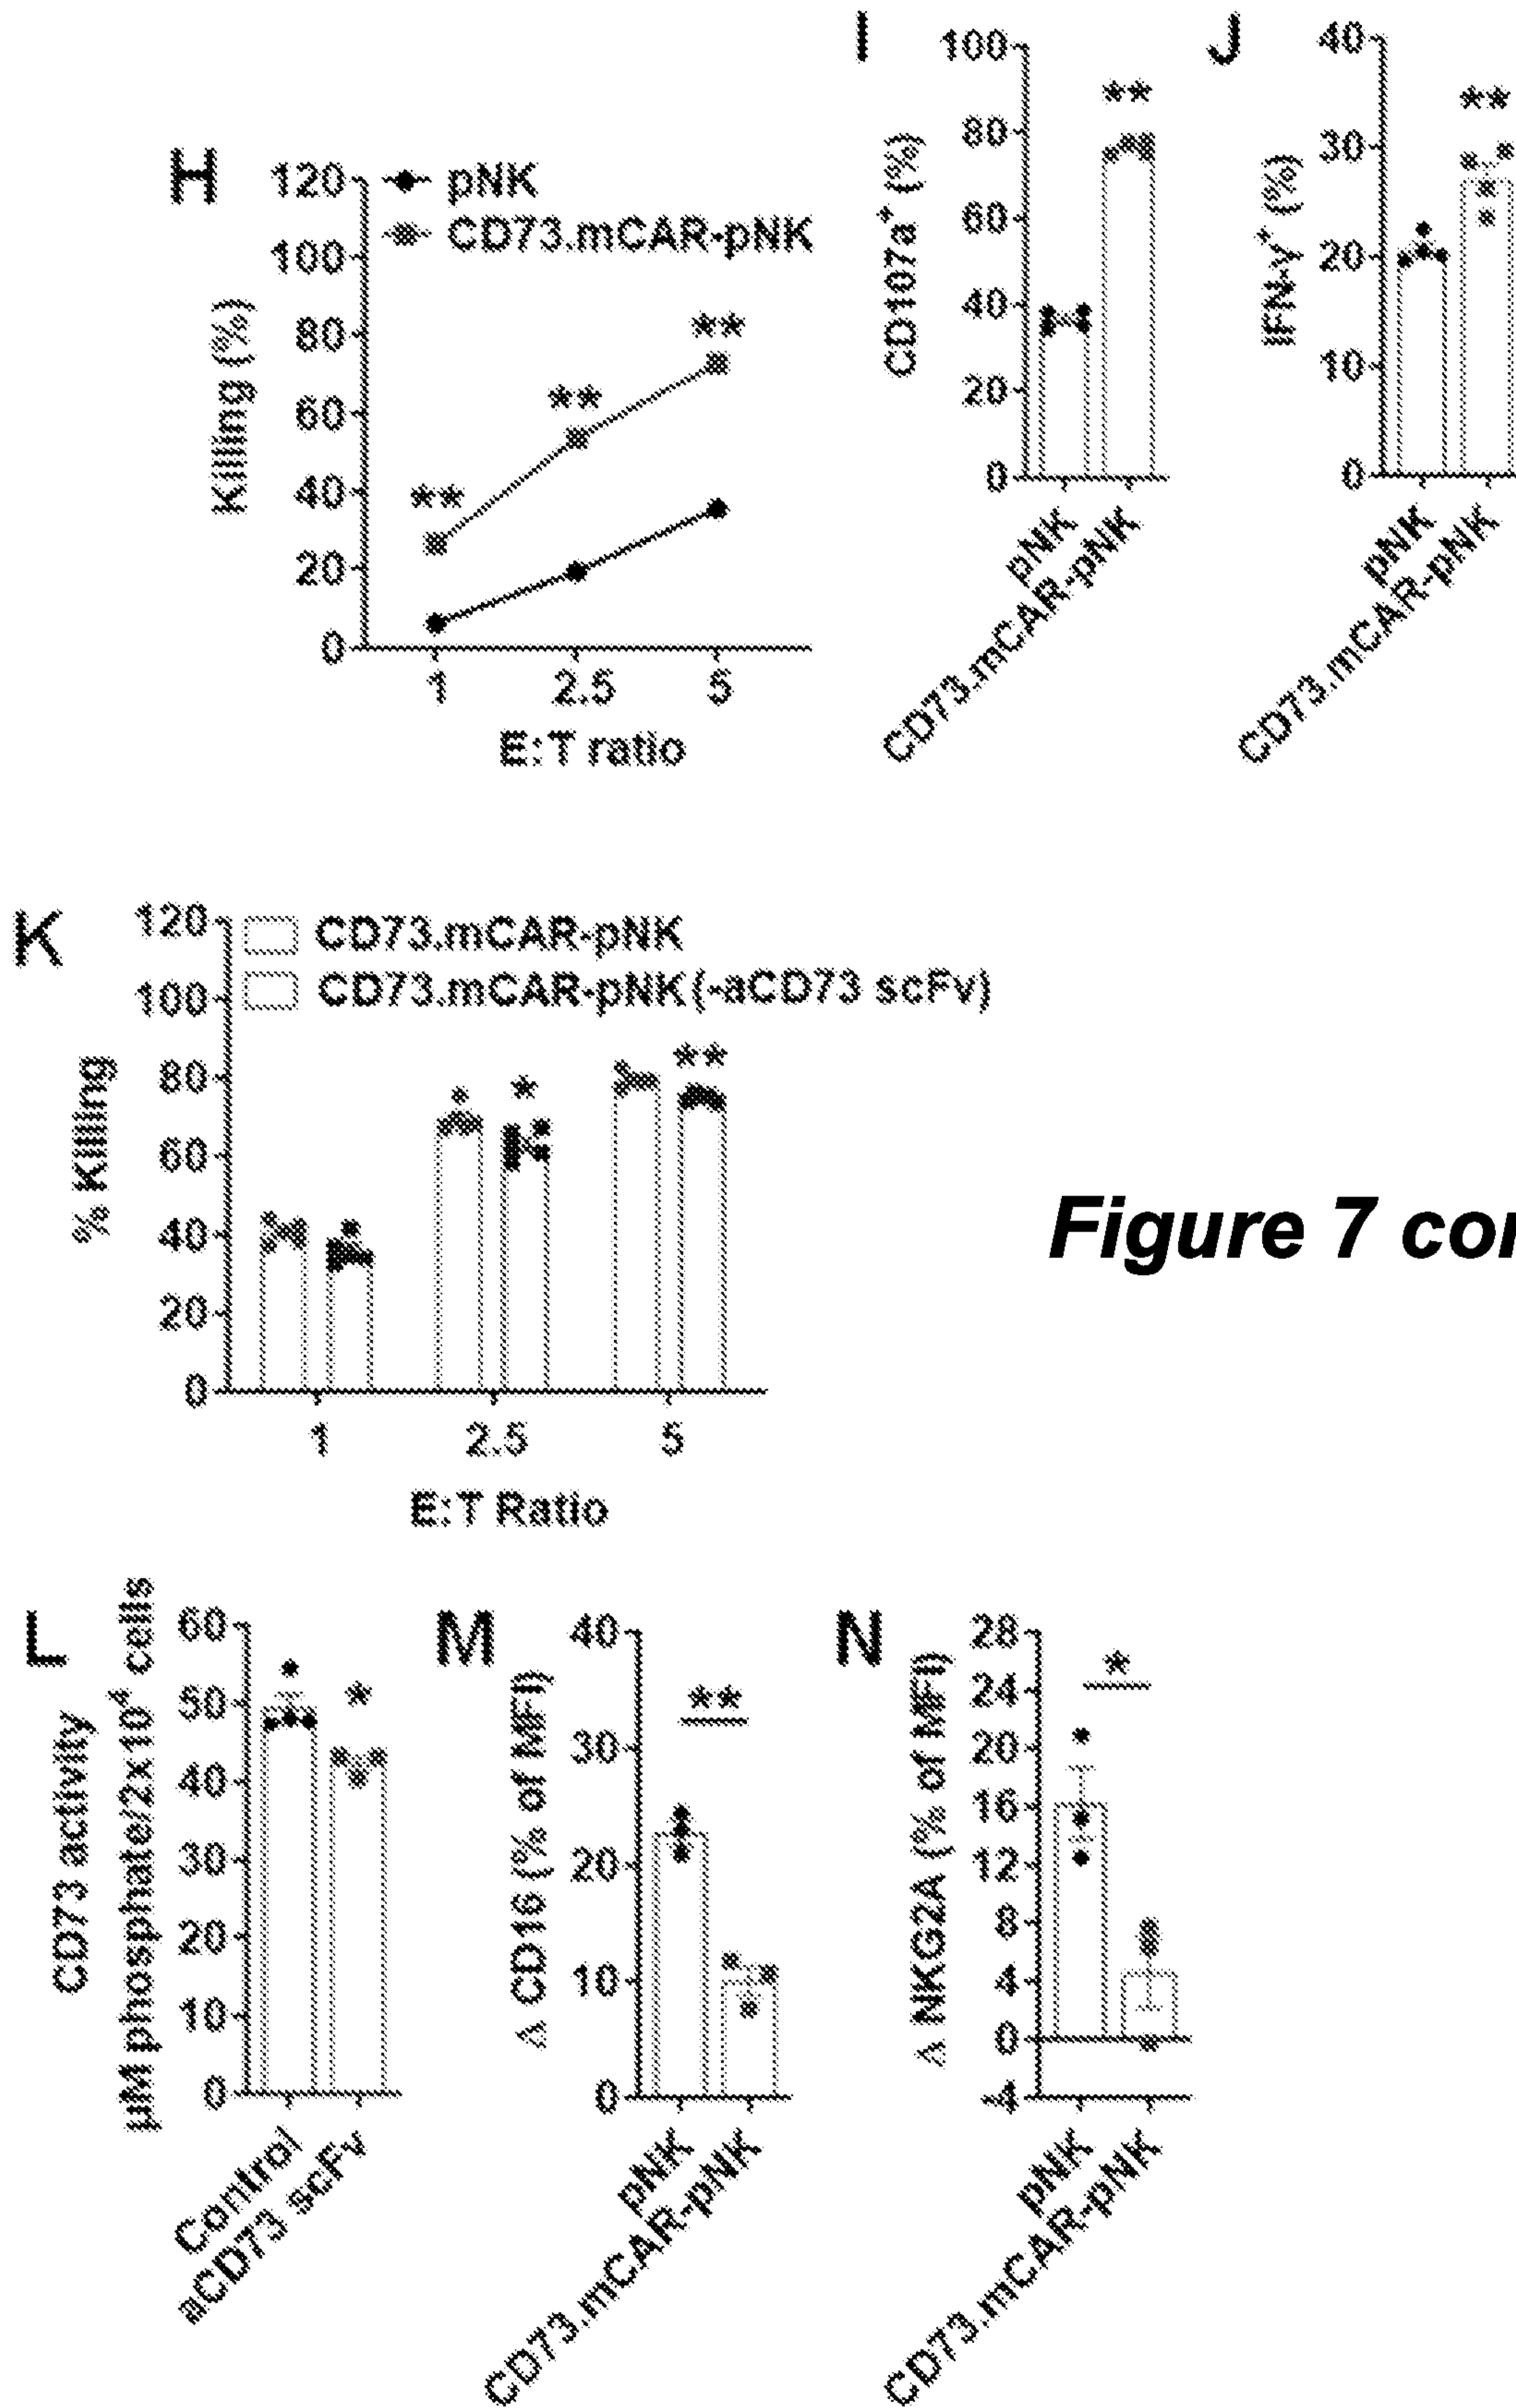 H
120
100
80
60
40
20
0
Killing (%)
pNK
CD73.mCAR-pNK
**
**
**
1
2.5
5
E:T ratio
I
100
80
60
40
20
0
CD107a+ (%)
**
pNK
CD73.mCAR-pNK
J
40
30
20
10
0
IFN-γ+ (%)
**
pNK
CD73.mCAR-pNK
K
120
100
80
60
40
20
0
% Killing
CD73.mCAR-pNK
CD73.mCAR-pNK(-aCD73 scFv)
*
**
1
2.5
5
E:T Ratio
Figure 7
L
60
50
40
30
20
10
0
CD73 activity
µM phosphate/2x10⁴ cells
*
Control
aCD73 scFv
M
40
30
20
10
0
Δ CD16 (% of MFI)
**
pNK
CD73.mCAR-pNK
N
28
24
20
16
12
8
4
0
-4
Δ NKG2A (% of MFI)
*
pNK
CD73.mCAR-pNK